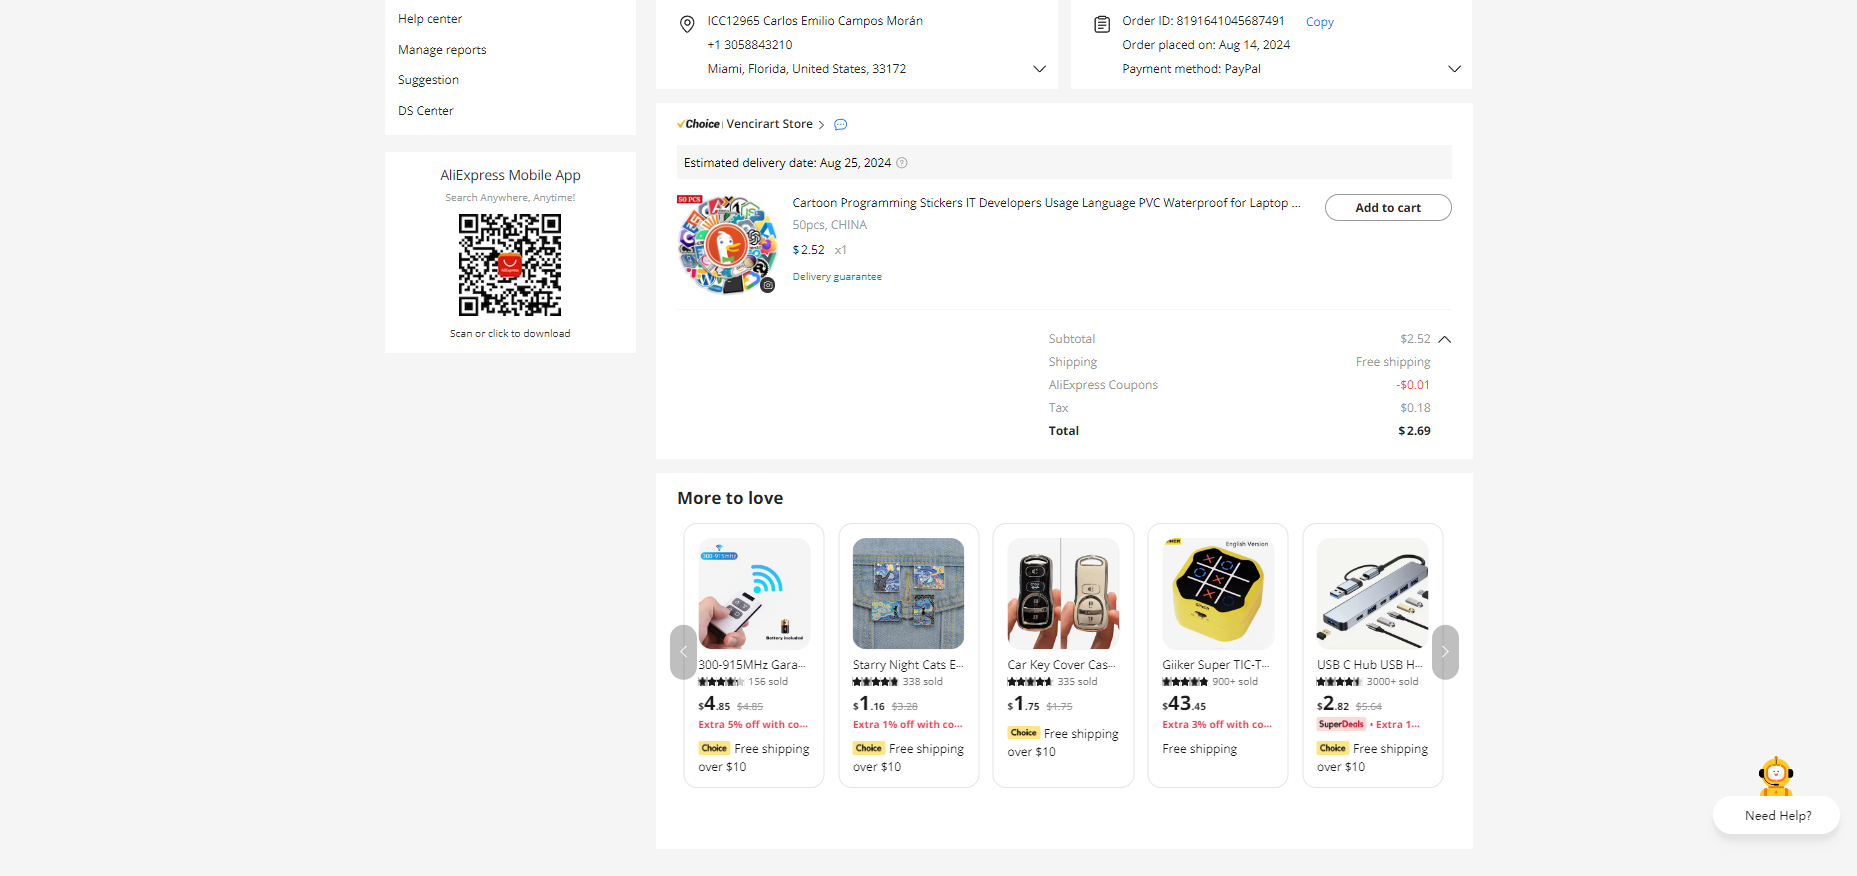 Help center
Manage reports
Suggestion
DS Center
AliExpress Mobile App
Search Anywhere, Anytime!
AliExpress
Scan or click to download
ICC12965 Carlos Emilio Campos Morán
+1 3058843210
Miami, Florida, United States, 33172
Order ID: 8191641045687491 Copy
Order placed on: Aug 14, 2024
Payment method: PayPal
Choice | Vencirart Store
Estimated delivery date: Aug 25, 2024
50 PCS
Cartoon Programming Stickers IT Developers Usage Language PVC Waterproof for Laptop ...
50pcs, CHINA
$2.52 x1
Delivery guarantee
Add to cart
Subtotal $2.52
Shipping Free shipping
AliExpress Coupons -$0.01
Tax $0.18
Total $2.69
More to love
300-915mhz
Battery included
300-915MHz Gara...
156 sold
$4.85 $4.85
Extra 5% off with co...
Choice Free shipping
over $10
Starry Night Cats E...
338 sold
$1.16 $3.28
Extra 1% off with co...
Choice Free shipping
over $10
Car Key Cover Cas...
335 sold
$1.75 $1.75
Choice Free shipping
over $10
English Version
GiiKER
Giiker Super TIC-T...
900+ sold
$43.45
Extra 3% off with co...
Free shipping
USB C Hub USB H...
3000+ sold
$2.82 $5.64
SuperDeals • Extra 1...
Choice Free shipping
over $10
Need Help?